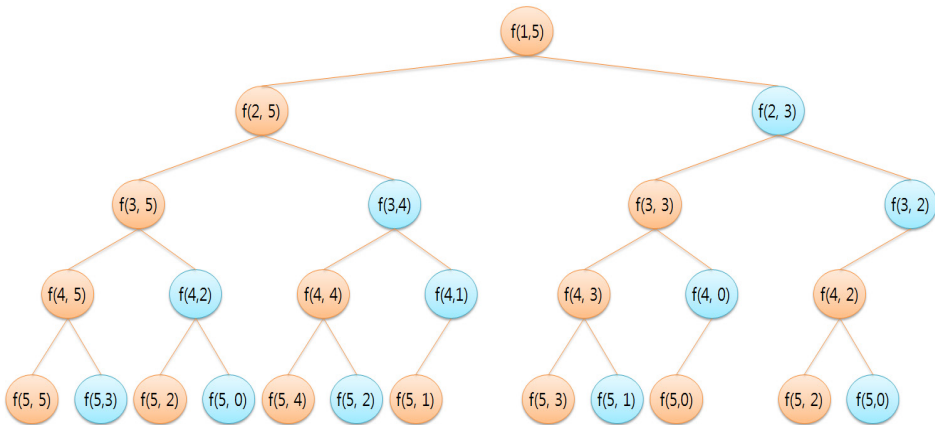 f(1,5)
f(2, 5) f(2, 3)
f(3, 5) f(3,4) f(3, 3) f(3, 2)
f(4, 5) f(4,2) f(4, 4) f(4,1) f(4, 3) f(4, 0) f(4, 2)
f(5, 5) f(5,3) f(5, 2) f(5, 0) f(5, 4) f(5, 2) f(5, 1) f(5, 3) f(5, 1) f(5,0) f(5, 2) f(5,0)